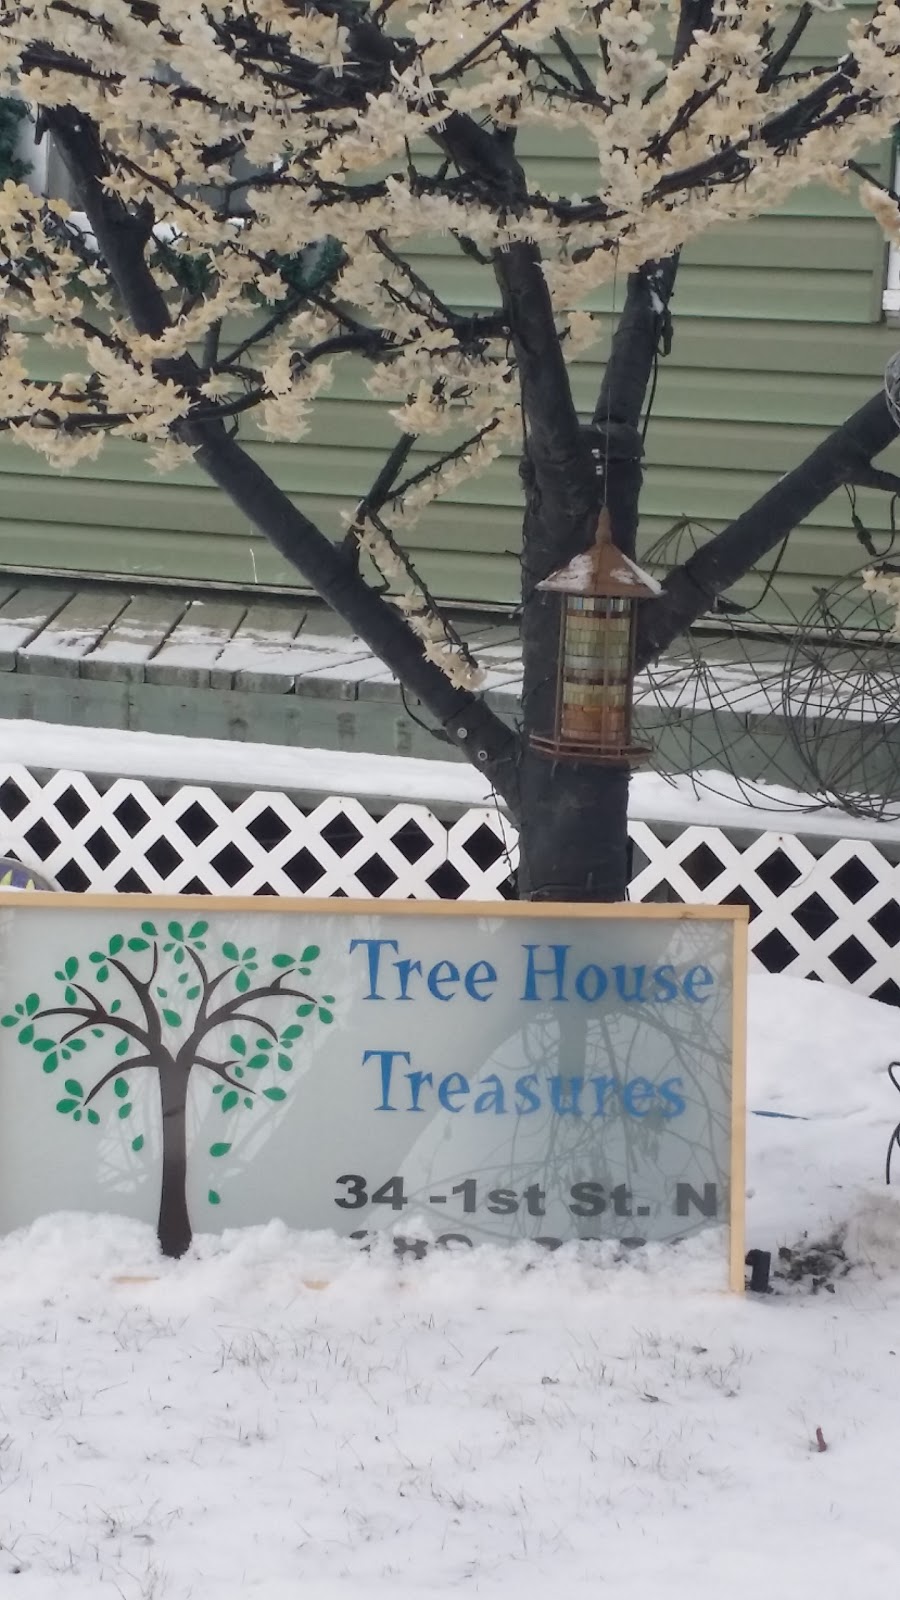 Tree House
Treasures
34 -1st St. N